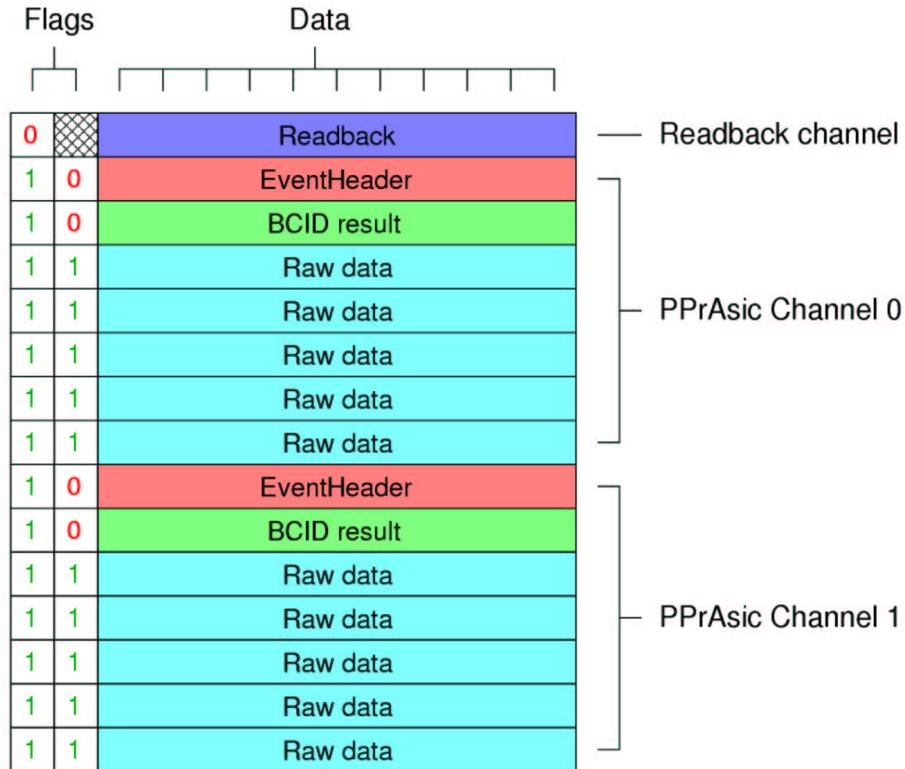 Flags Data
0 Readback Readback channel
1 0 EventHeader
1 0 BCID result
1 1 Raw data
1 1 Raw data PPrAsic Channel 0
1 1 Raw data
1 1 Raw data
1 1 Raw data
1 0 EventHeader
1 0 BCID result
1 1 Raw data
1 1 Raw data PPrAsic Channel 1
1 1 Raw data
1 1 Raw data
1 1 Raw data